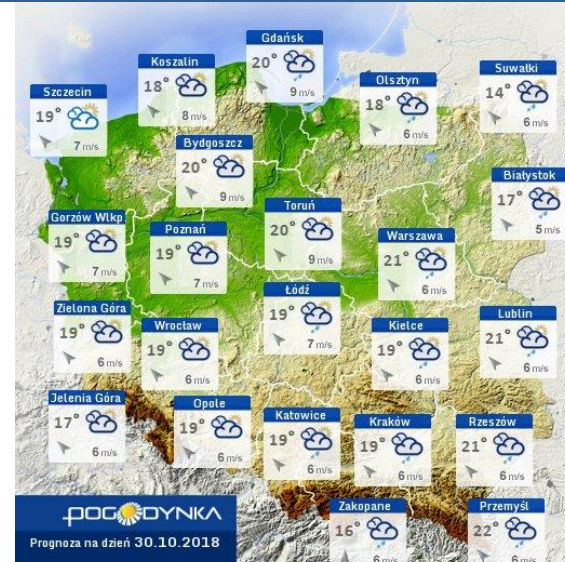 Gdańsk
20°
9 m/s
Koszalin
18°
8 m/s
Suwałki
14°
6 m/s
Olsztyn
18°
6 m/s
Szczecin
19°
7 m/s
Bydgoszcz
20°
9 m/s
Białystok
17°
5 m/s
Toruń
20°
9 m/s
Gorzów Wlkp
19°
7 m/s
Poznań
19°
7 m/s
Warszawa
21°
6 m/s
Łódź
19°
7 m/s
Zielona Góra
19°
6 m/s
Lublin
21°
6 m/s
Wrocław
19°
6 m/s
Kielce
19°
6 m/s
Jelenia Góra
17°
6 m/s
Opole
19°
6 m/s
Katowice
19°
6 m/s
Kraków
19°
6 m/s
Rzeszów
21°
6 m/s
Zakopane
16°
6 m/s
Przemyśl
22°
6 m/s
POGODYNKA
Prognoza na dzień 30.10.2018